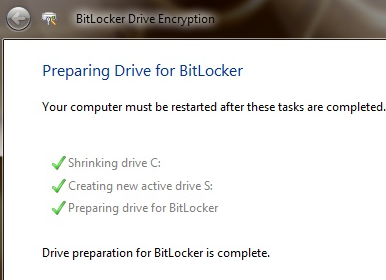 BitLocker Drive Encryption
Preparing Drive for BitLocker
Your computer must be restarted after these tasks are completed.
Shrinking drive C:
Creating new active drive S:
Preparing drive for BitLocker
Drive preparation for BitLocker is complete.